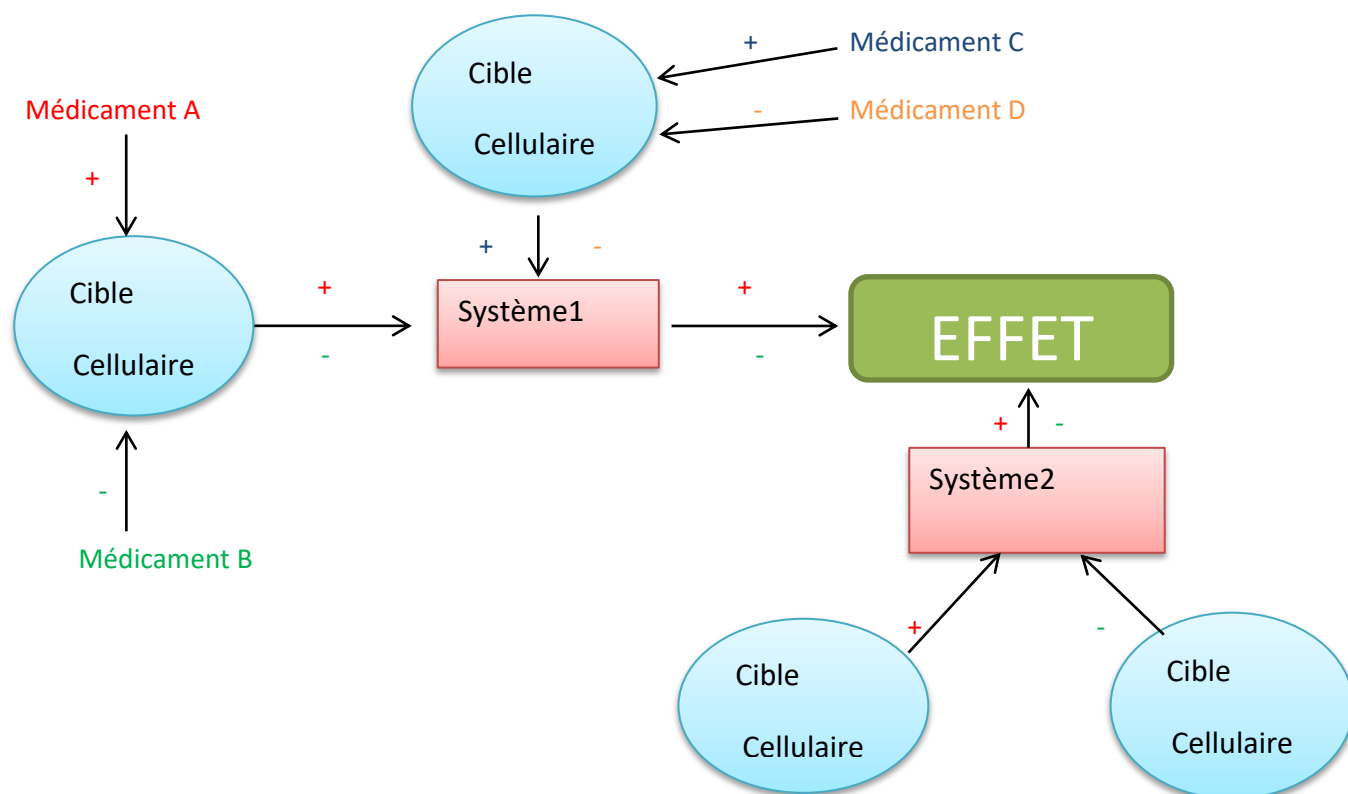 Médicament C
+
Cible
Cellulaire
-
Médicament D
Médicament A
+
+
-
Cible
Cellulaire
+
-
Système1
+
-
EFFET
-
Médicament B
+
-
Système2
+
-
Cible
Cellulaire
Cible
Cellulaire